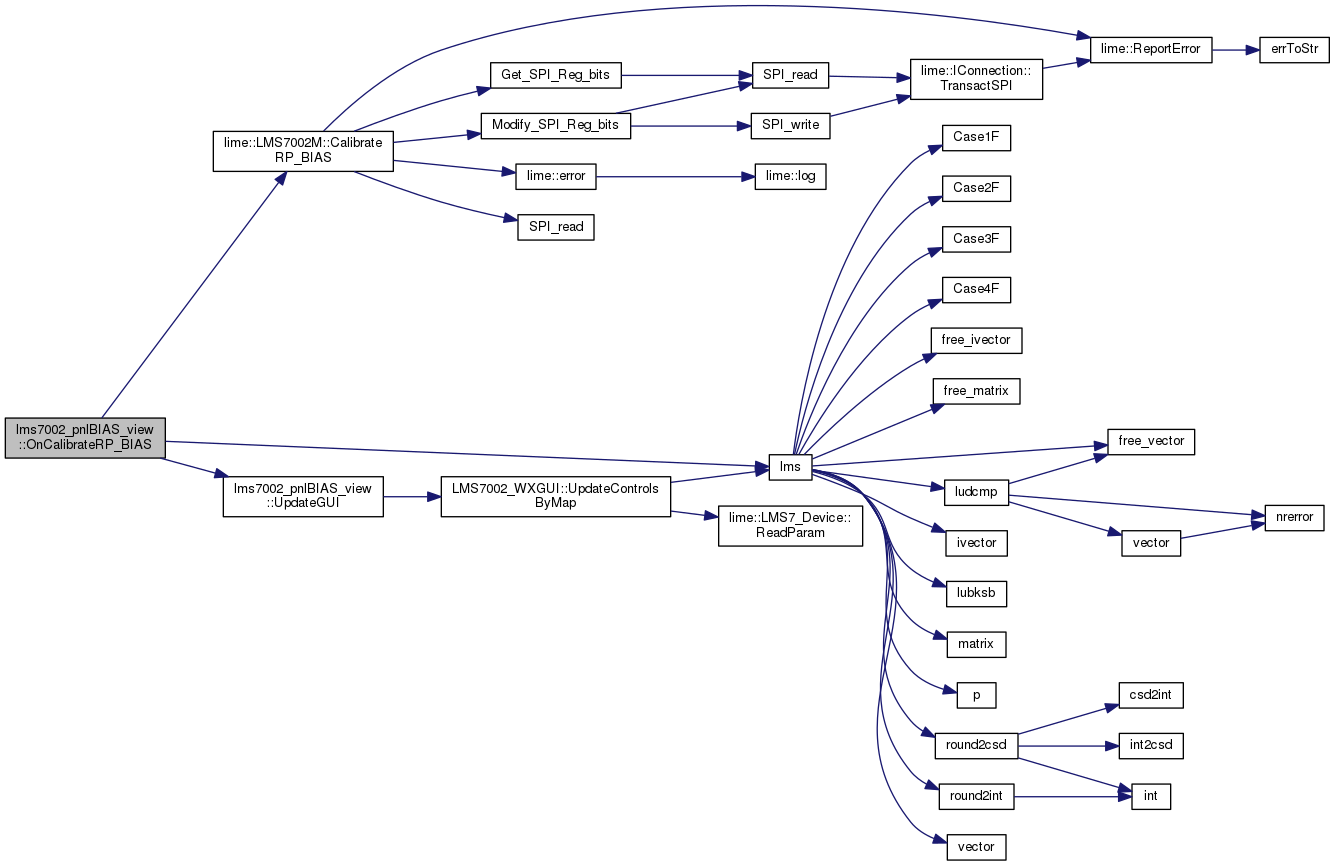 lms7002_pnlBIAS_view
::OnCalibrateRP_BIAS
lime::LMS7002M::Calibrate
RP_BIAS
Get_SPI_Reg_bits
Modify_SPI_Reg_bits
lime::error
SPI_read
SPI_read
SPI_write
lime::log
lime::IConnection::
TransactSPI
lime::ReportError
errToStr
lms7002_pnlBIAS_view
::UpdateGUI
LMS7002_WXGUI::UpdateControls
ByMap
lime::LMS7_Device::
ReadParam
lms
Case1F
Case2F
Case3F
Case4F
free_ivector
free_matrix
free_vector
ludcmp
nrerror
vector
ivector
lubksb
matrix
p
round2csd
csd2int
int2csd
int
round2int
vector